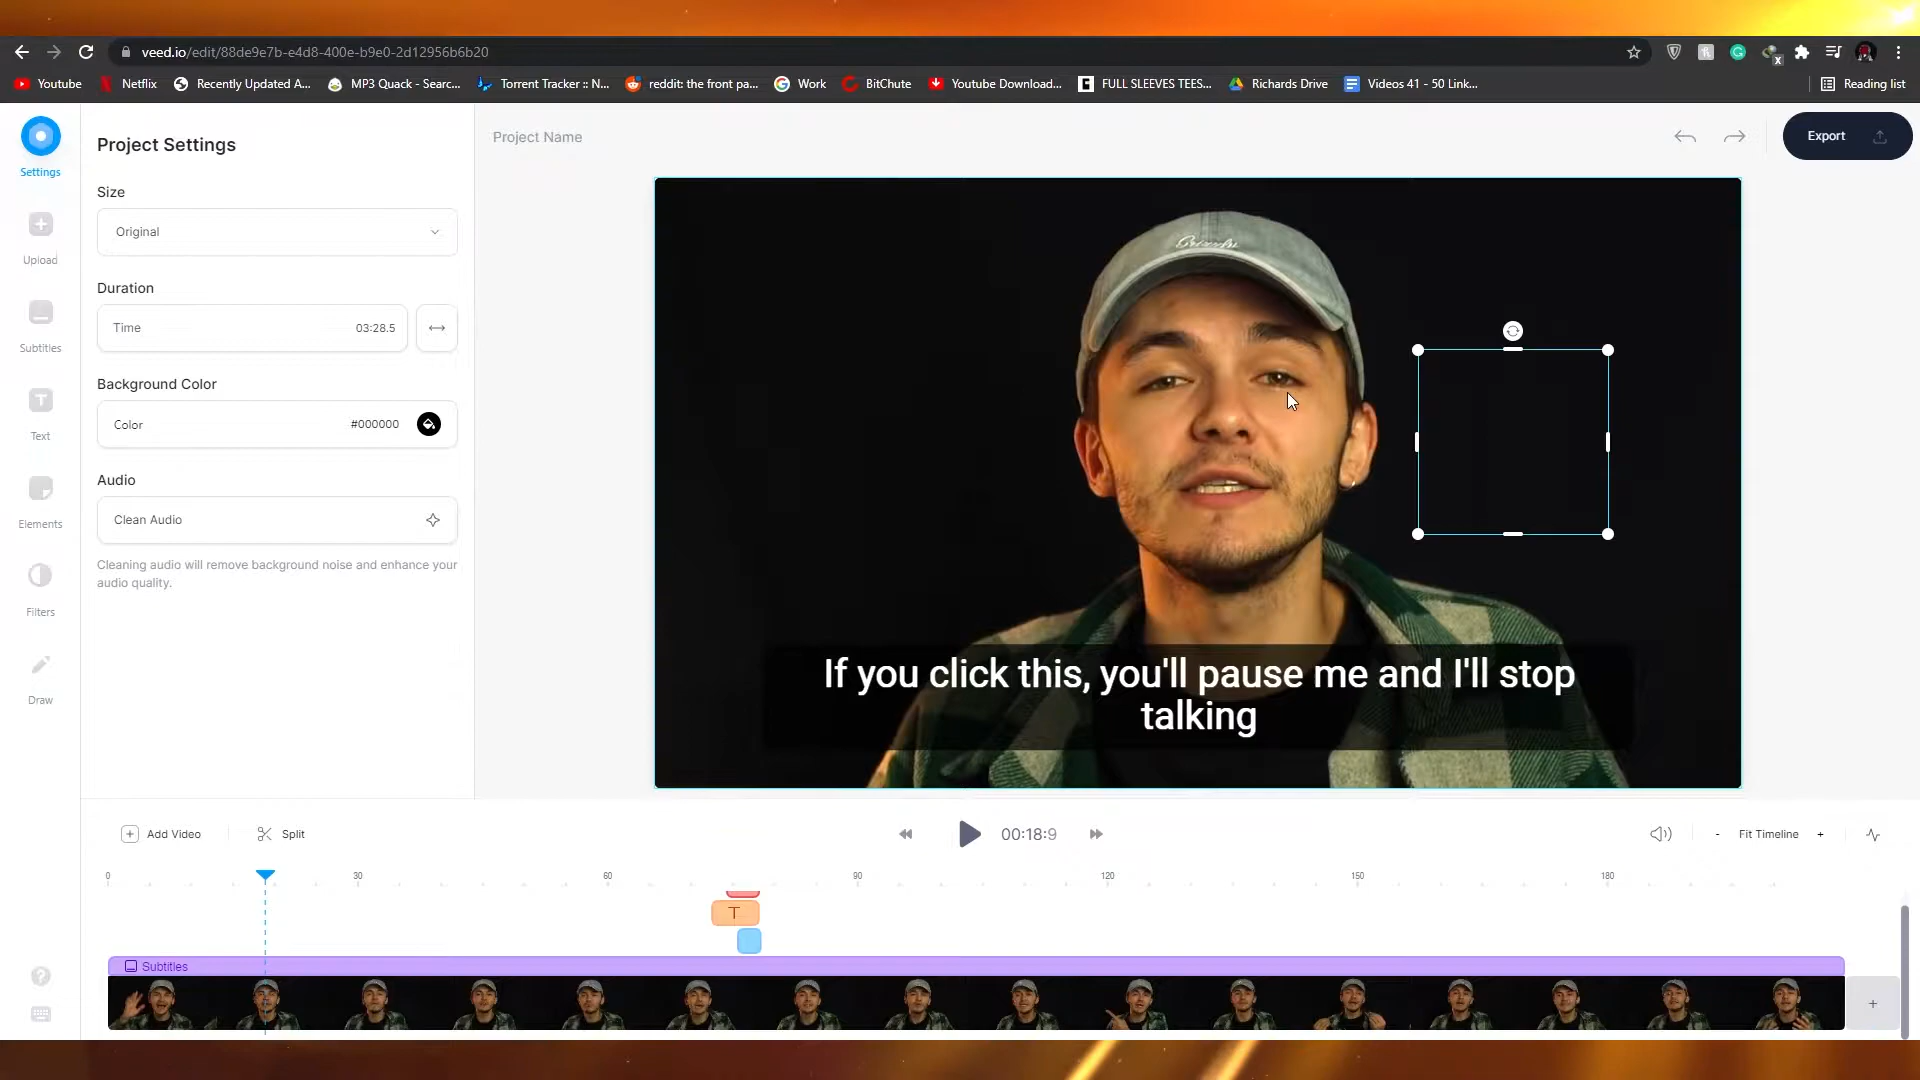 veed.io/edit/88de9e7b-e4d8-400e-b9e0-2d12956b6b20
Youtube
Netflix
Recently Updated A...
MP3 Quack - Searc...
Torrent Tracker :: N...
reddit: the front pa...
Work
BitChute
Youtube Download...
FULL SLEEVES TEES...
Richards Drive
Videos 41 - 50 Link...
Reading list
Settings
Upload
Subtitles
Text
Elements
Filters
Draw
Project Settings
Size
Original
Duration
Time 03:28.5
Background Color
Color #000000
Audio
Clean Audio
Cleaning audio will remove background noise and enhance your
audio quality.
Project Name
Export
If you click this, you'll pause me and I'll stop
talking
Add Video
Split
00:18:9
- Fit Timeline +
0 30 60 90 120 150 180
T
Subtitles
+